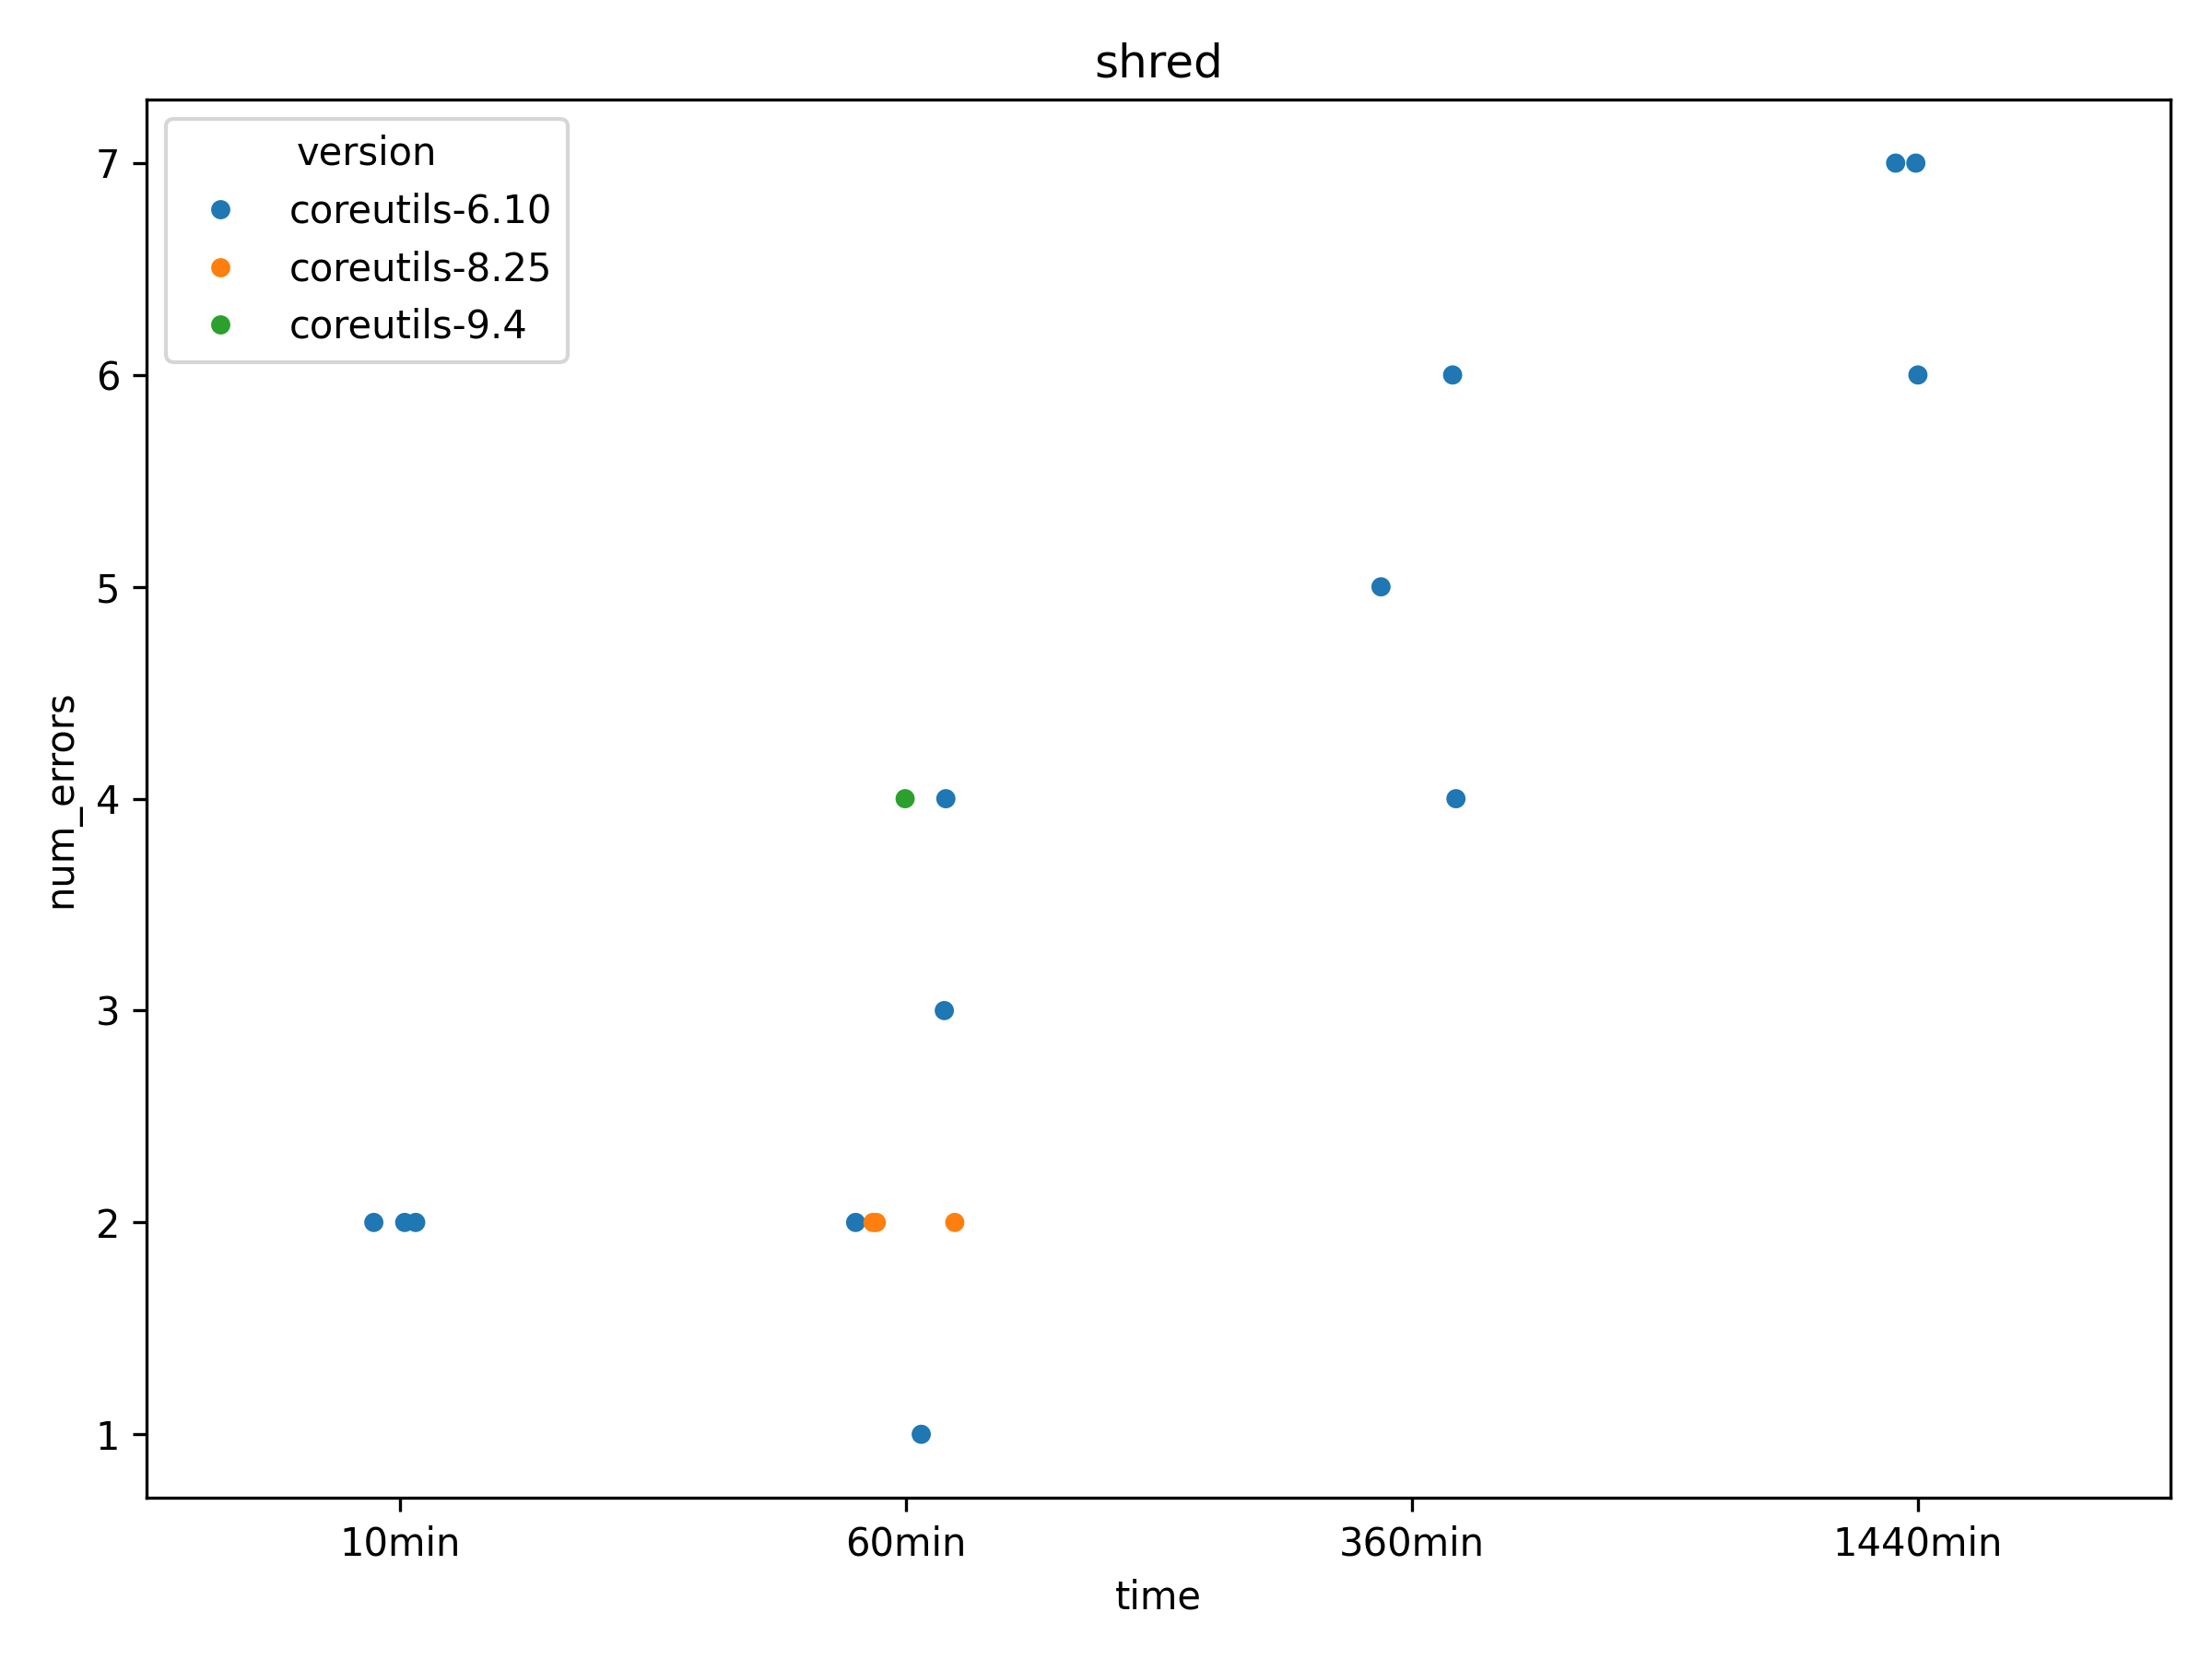 shred
version
coreutils-6.10
coreutils-8.25
coreutils-9.4
num_errors
7
6
5
4
3
2
1
10min
60min
360min
1440min
time